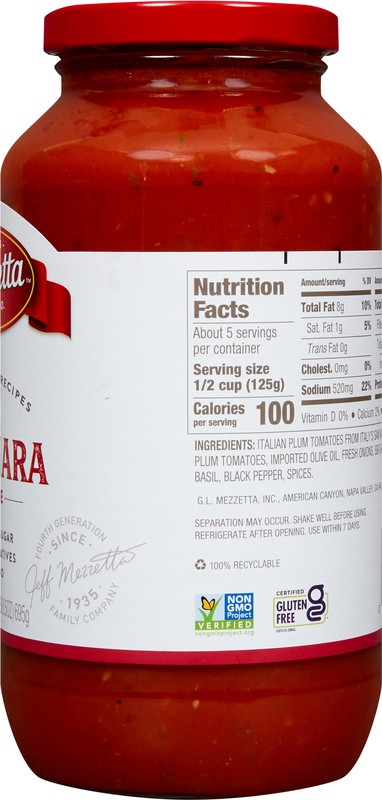 etta
RECIPES
ARA
FOURTH GENERATION
• SINCE •
Jeff Mezzetta
• 1935 •
FAMILY COMPANY
Nutrition
Facts
About 5 servings
per container
Serving size
1/2 cup (125g)
Calories
per serving 100
Amount/serving % DV
Total Fat 8g 10%
Sat. Fat 1g 5%
Trans Fat 0g
Cholest. 0mg 0%
Sodium 520mg 22%
Vitamin D 0% • Calcium 2%
INGREDIENTS: ITALIAN PLUM TOMATOES FROM ITALY'S SAN
PLUM TOMATOES, IMPORTED OLIVE OIL, FRESH ONIONS,
BASIL, BLACK PEPPER, SPICES.
G.L. MEZZETTA, INC., AMERICAN CANYON, NAPA VALLEY,
SEPARATION MAY OCCUR. SHAKE WELL BEFORE USING.
REFRIGERATE AFTER OPENING. USE WITHIN 7 DAYS.
100% RECYCLABLE
NON
GMO
Project
VERIFIED
nongmoproject.org
CERTIFIED
GLUTEN
FREE
GFCO.ORG